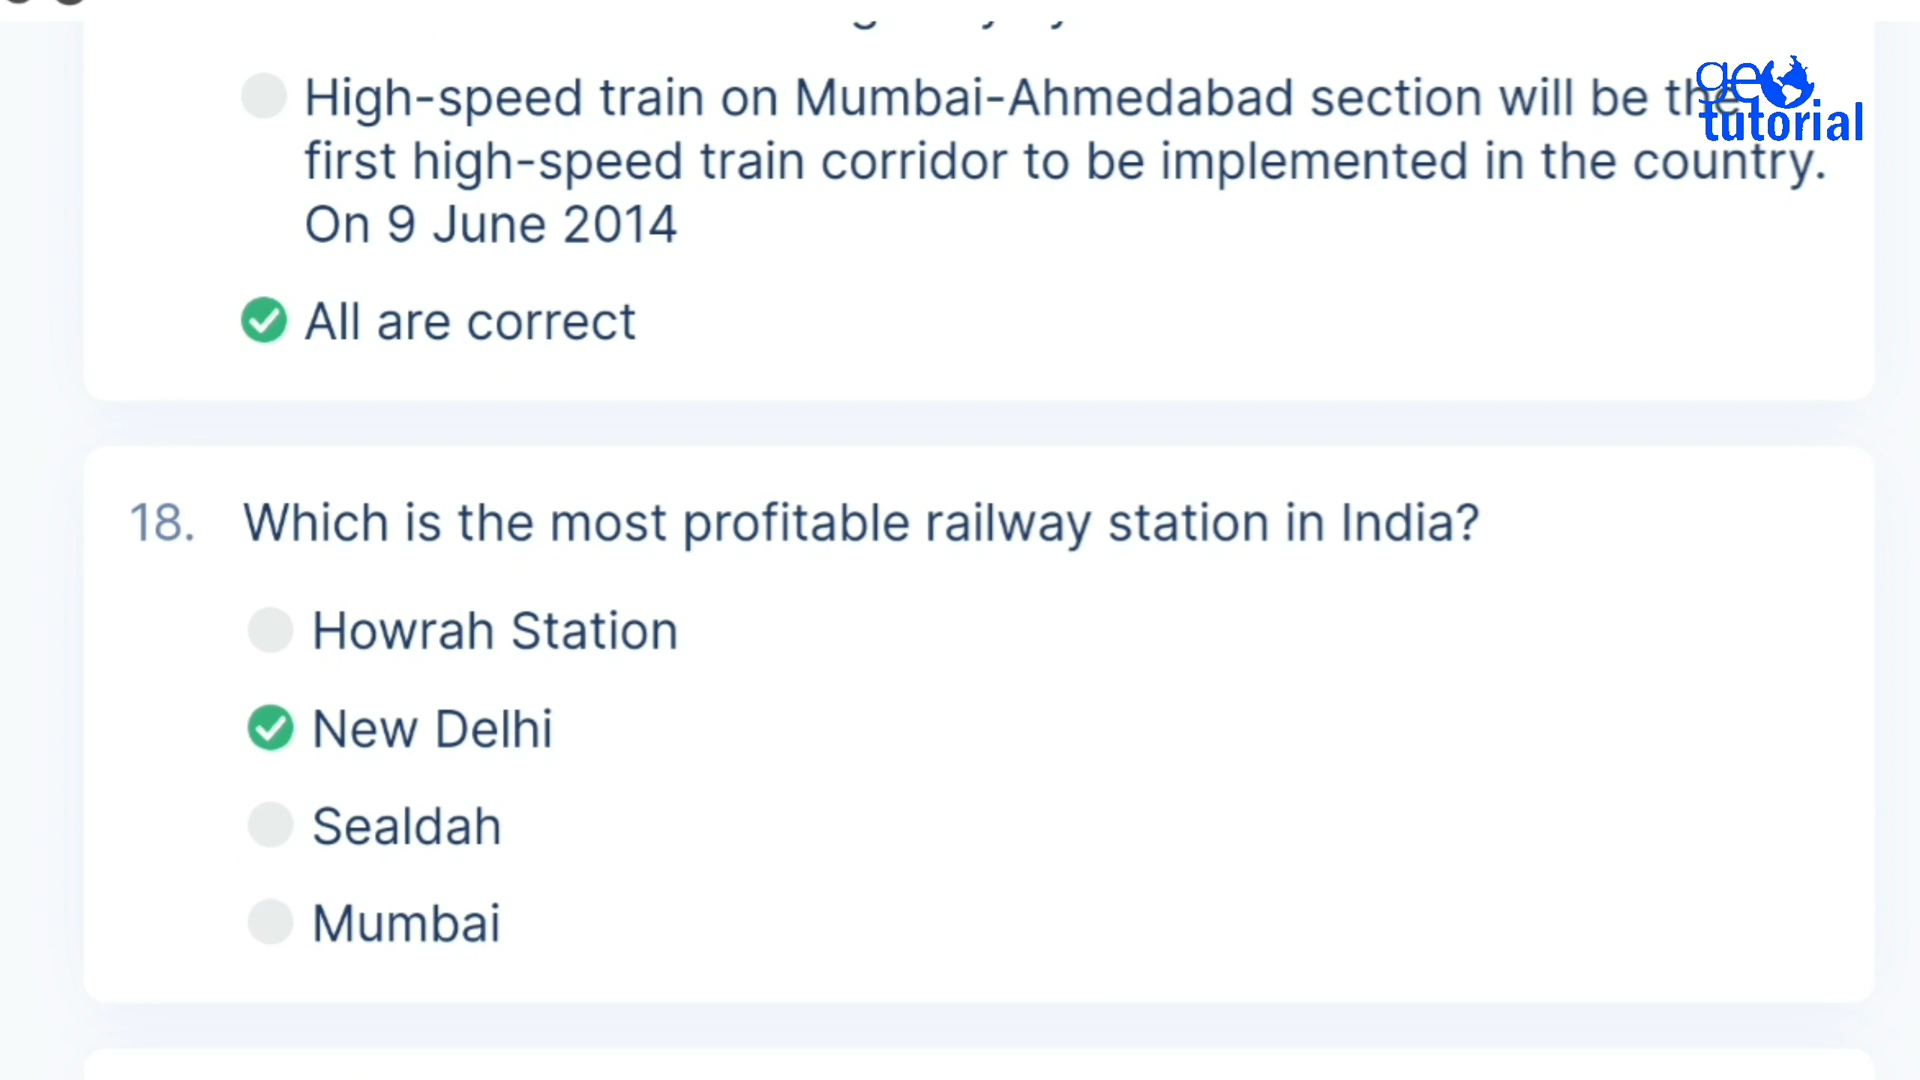 High-speed train on Mumbai-Ahmedabad section will be the
first high-speed train corridor to be implemented in the country.
On 9 June 2014
All are correct
geo
tutorial
18. Which is the most profitable railway station in India?
Howrah Station
New Delhi
Sealdah
Mumbai